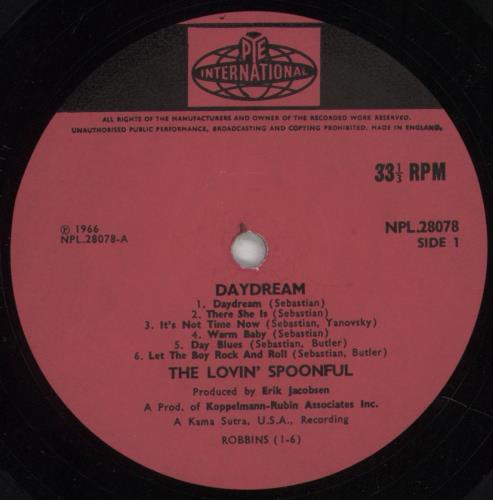 PYE
INTERNATIONAL
ALL RIGHTS OF THE MANUFACTURERS AND OWNER OF THE RECORDED WORK RESERVED.
UNAUTHORISED PUBLIC PERFORMANCE, BROADCASTING AND COPYING PROHIBITED. MADE IN ENGLAND.
33⅓ RPM
℗ 1966
NPL.28078-A
NPL.28078
SIDE 1
DAYDREAM
1. Daydream (Sebastian)
2. There She Is (Sebastian)
3. It's Not Time Now (Sebastian, Yanovsky)
4. Warm Baby (Sebastian)
5. Day Blues (Sebastian, Butler)
6. Let The Boy Rock And Roll (Sebastian, Butler)
THE LOVIN' SPOONFUL
Produced by Erik Jacobsen
A Prod. of Koppelmann-Rubin Associates Inc.
A Kama Sutra, U.S.A., Recording
ROBBINS (1-6)